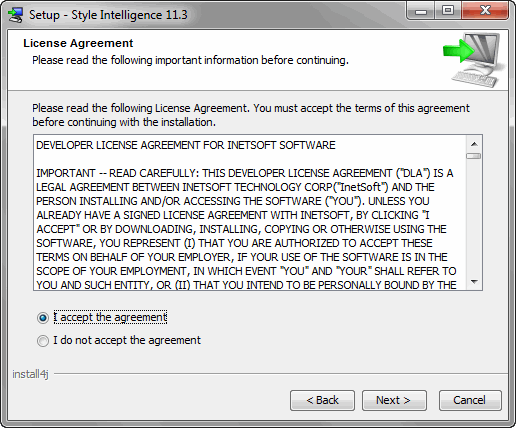 Setup - Style Intelligence 11.3
License Agreement
Please read the following important information before continuing.
Please read the following License Agreement. You must accept the terms of this agreement
before continuing with the installation.
DEVELOPER LICENSE AGREEMENT FOR INETSOFT SOFTWARE
IMPORTANT -- READ CAREFULLY: THIS DEVELOPER LICENSE AGREEMENT ("DLA") IS A
LEGAL AGREEMENT BETWEEN INETSOFT TECHNOLOGY CORP("InetSoft") AND THE
PERSON INSTALLING AND/OR ACCESSING THE SOFTWARE ("YOU"). UNLESS YOU
ALREADY HAVE A SIGNED LICENSE AGREEMENT WITH INETSOFT, BY CLICKING "I
ACCEPT" OR BY DOWNLOADING, INSTALLING, COPYING OR OTHERWISE USING THE
SOFTWARE, YOU REPRESENT (I) THAT YOU ARE AUTHORIZED TO ACCEPT THESE
TERMS ON BEHALF OF YOUR EMPLOYER, IF YOUR USE OF THE SOFTWARE IS IN THE
SCOPE OF YOUR EMPLOYMENT, IN WHICH EVENT "YOU" AND "YOUR" SHALL REFER TO
YOU AND SUCH ENTITY, OR (II) THAT YOU INTEND TO BE PERSONALLY BOUND BY THE
I accept the agreement
I do not accept the agreement
install4j
< Back
Next >
Cancel